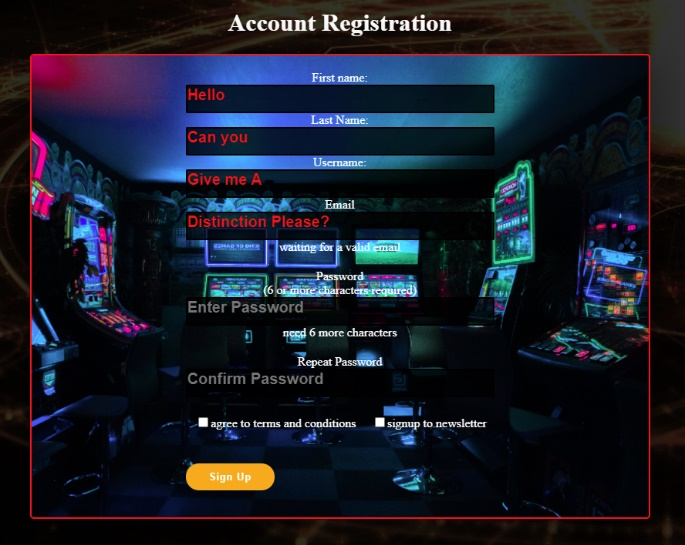 Account Registration
First name:
Hello
Last Name:
Can you
Username:
Give me A
Email
Distinction Please?
waiting for a valid email
Password
(6 or more characters required)
Enter Password
need 6 more characters
Repeat Password
Confirm Password
agree to terms and conditions signup to newsletter
Sign Up